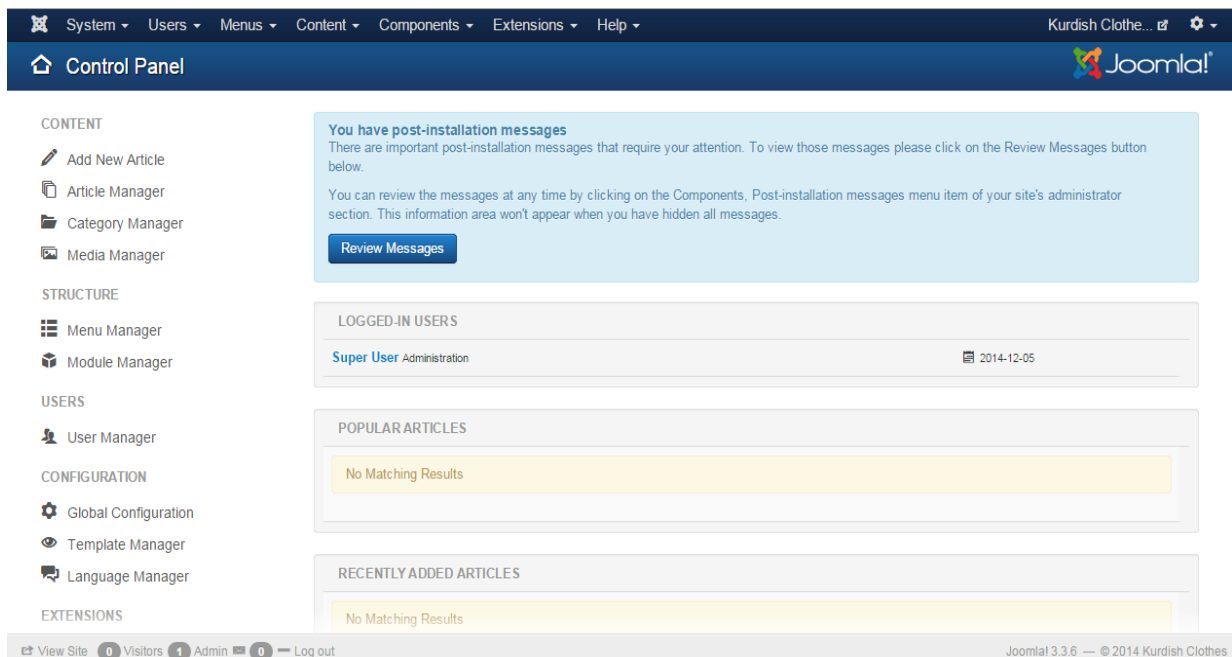 System Users Menus Content Components Extensions Help Kurdish Clothe...
Control Panel Joomla!
CONTENT
Add New Article
Article Manager
Category Manager
Media Manager
STRUCTURE
Menu Manager
Module Manager
USERS
User Manager
CONFIGURATION
Global Configuration
Template Manager
Language Manager
EXTENSIONS
You have post-installation messages
There are important post-installation messages that require your attention. To view those messages please click on the Review Messages button
below.
You can review the messages at any time by clicking on the Components, Post-installation messages menu item of your site's administrator
section. This information area won't appear when you have hidden all messages.
Review Messages
LOGGED-IN USERS
Super User Administration 2014-12-05
POPULAR ARTICLES
No Matching Results
RECENTLY ADDED ARTICLES
No Matching Results
View Site 0 Visitors 1 Admin 0 Log out Joomla! 3.3.6 — © 2014 Kurdish Clothes